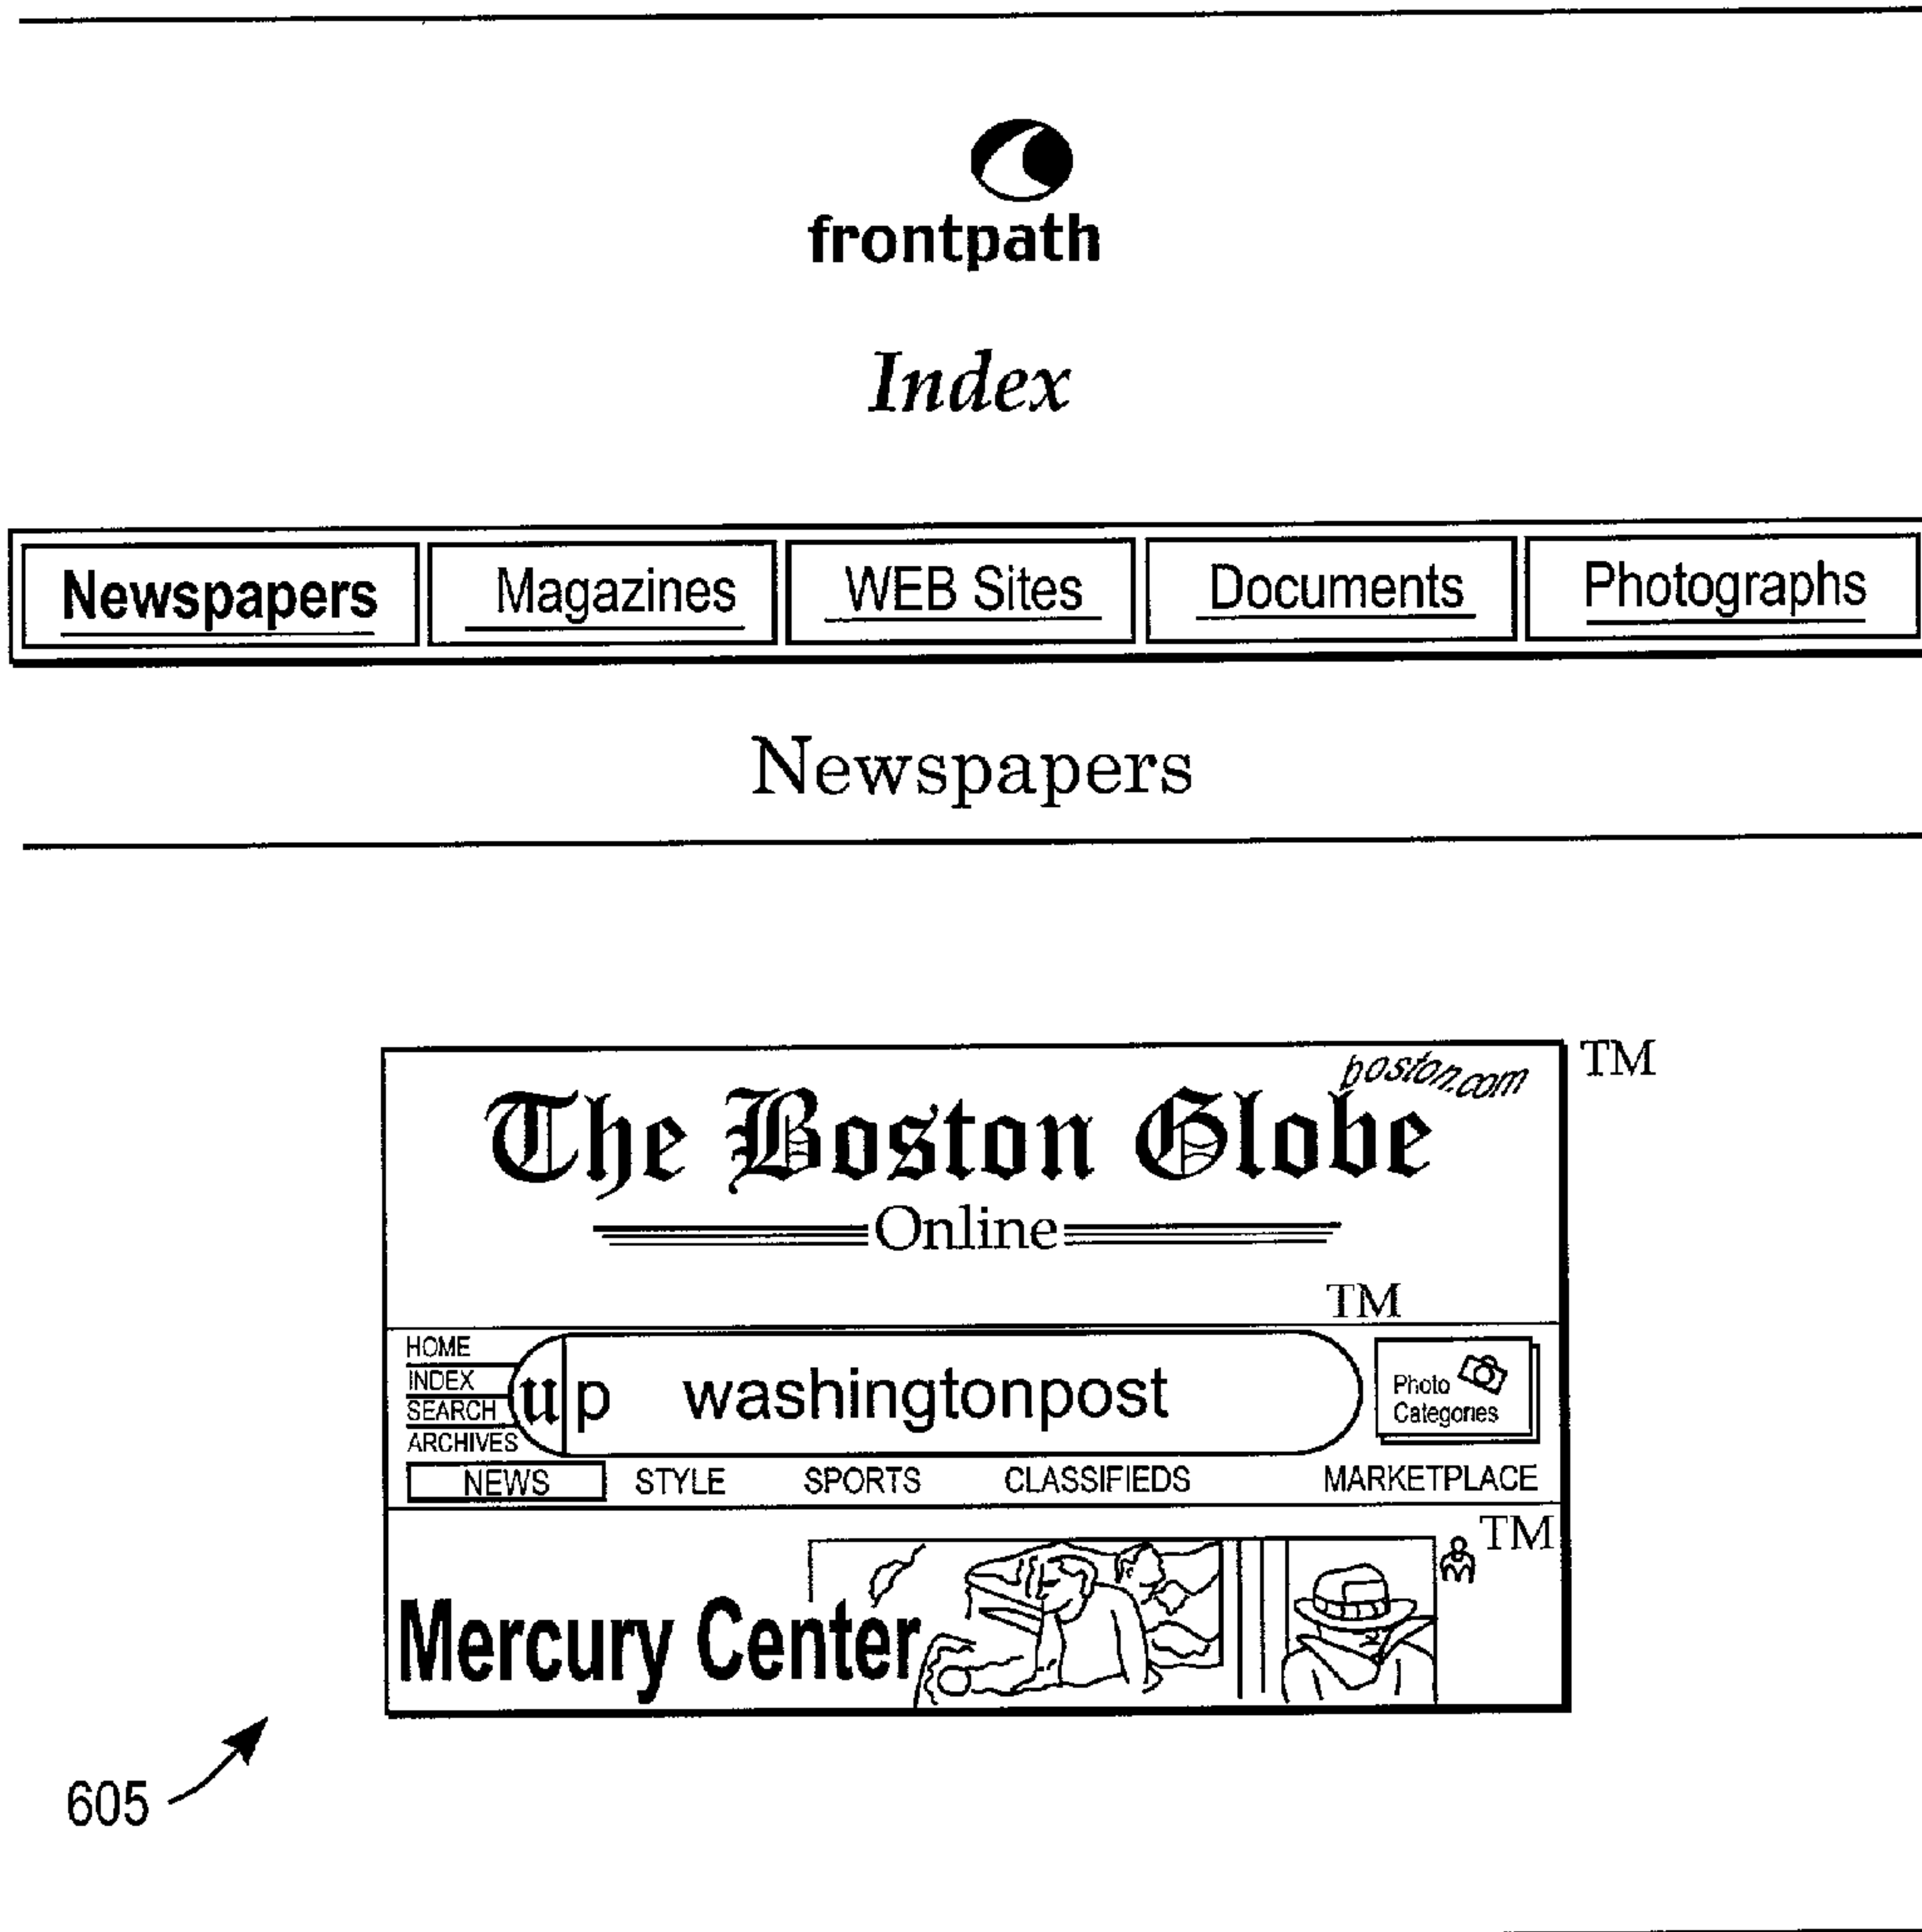 frontpath
Index
Newspapers Magazines WEB Sites Documents Photographs
Newspapers
boston.com TM
The Boston Globe
Online
TM
HOME
INDEX
SEARCH
ARCHIVES
up washingtonpost
Photo
Categories
NEWS STYLE SPORTS CLASSIFIEDS MARKETPLACE
TM
Mercury Center
605